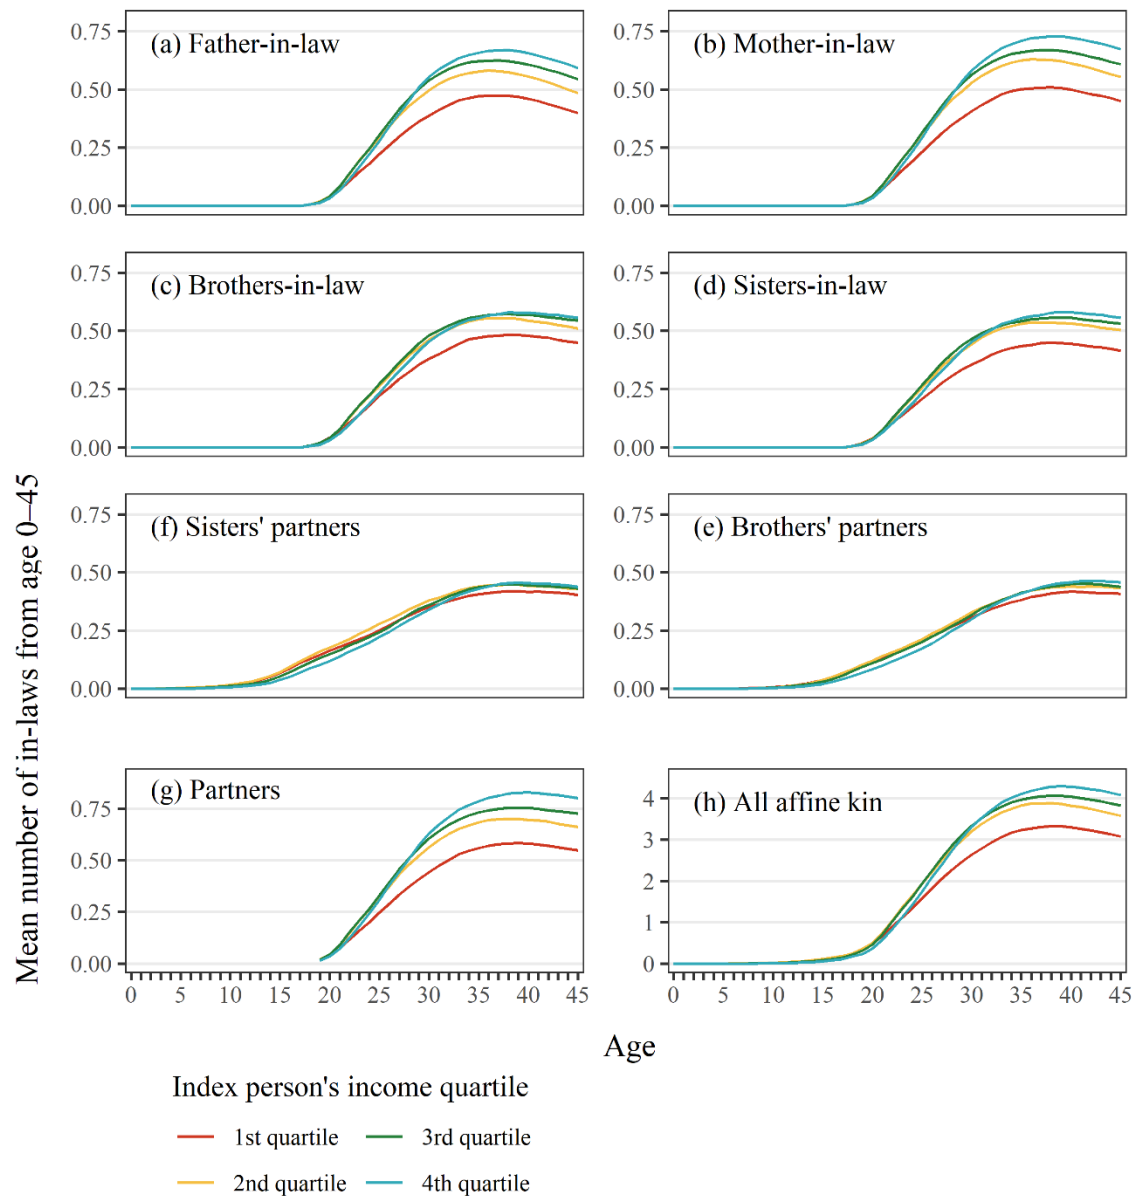 (a) Father-in-law
0.75
0.50
0.25
0.00
(b) Mother-in-law
0.75
0.50
0.25
0.00
(c) Brothers-in-law
0.75
0.50
0.25
0.00
(d) Sisters-in-law
0.75
0.50
0.25
0.00
(f) Sisters' partners
0.75
0.50
0.25
0.00
(e) Brothers' partners
0.75
0.50
0.25
0.00
(g) Partners
0.75
0.50
0.25
0.00
0 5 10 15 20 25 30 35 40 45
(h) All affine kin
4
3
2
1
0
0 5 10 15 20 25 30 35 40 45
Mean number of in-laws from age 0–45
Age
Index person's income quartile
1st quartile
3rd quartile
2nd quartile
4th quartile